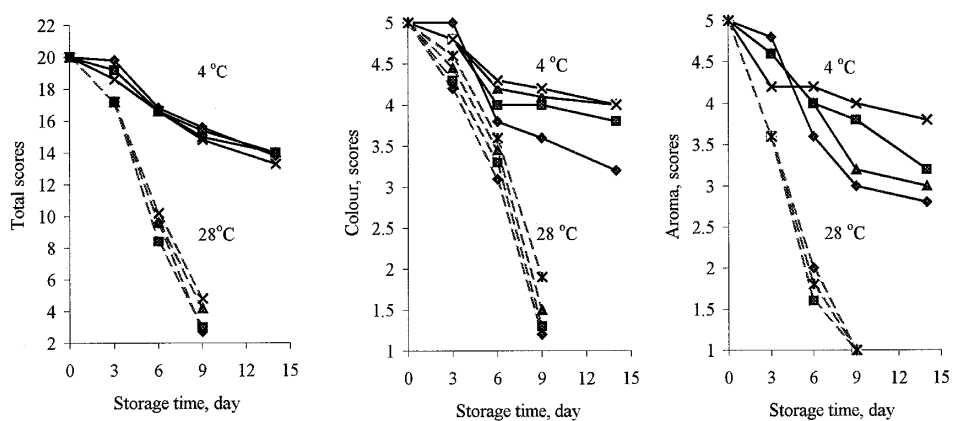 Total scores
22
20
18
16
14
12
10
8
6
4
2
0 3 6 9 12 15
Storage time, day
4 °C
28°C
Colour, scores
5
4.5
4
3.5
3
2.5
2
1.5
1
0 3 6 9 12 15
Storage time, day
4 °C
28 °C
Aroma, scores
5
4.5
4
3.5
3
2.5
2
1.5
1
0 3 6 9 12 15
Storage time, day
4 °C
28 °C